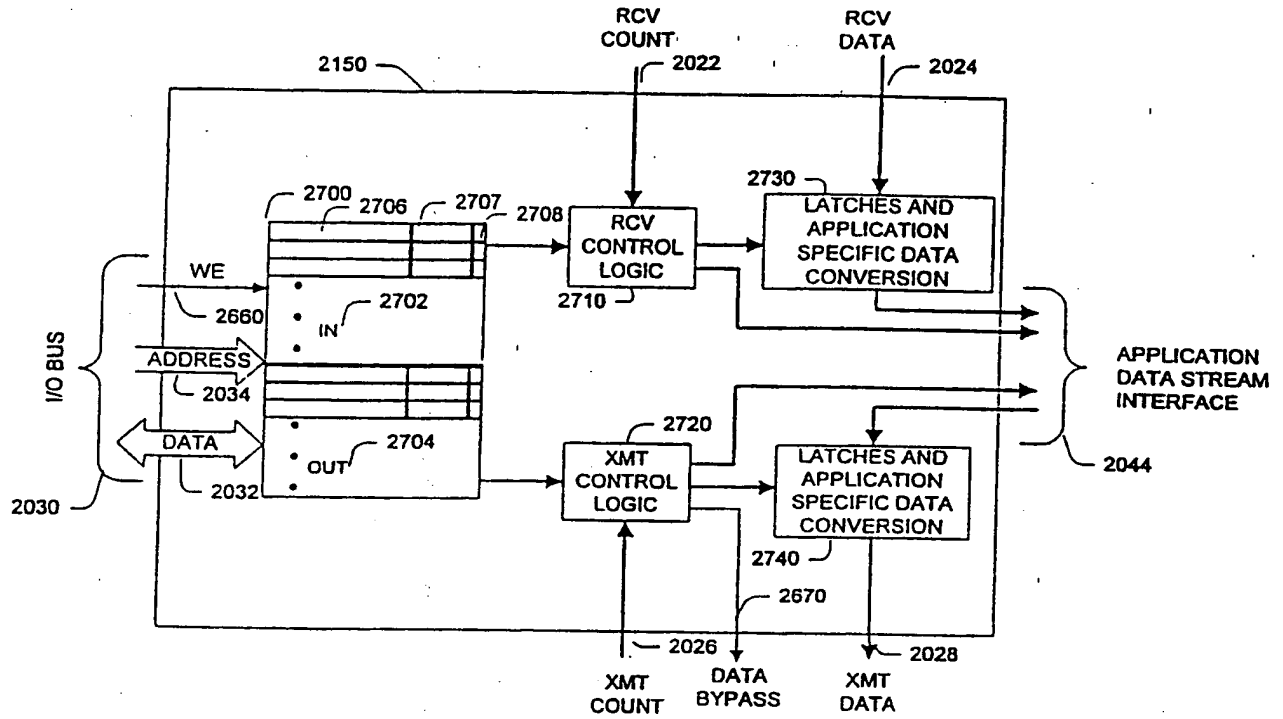 RCV
COUNT
2022
RCV
DATA
2024
2150
2700
2706
2707
2708
2730
RCV
CONTROL
LOGIC
2710
LATCHES AND
APPLICATION
SPECIFIC DATA
CONVERSION
WE
2660
2702
IN
I/O BUS
ADDRESS
2034
DATA
2032
2030
2704
OUT
2720
XMT
CONTROL
LOGIC
LATCHES AND
APPLICATION
SPECIFIC DATA
CONVERSION
2740
APPLICATION
DATA STREAM
INTERFACE
2044
2670
2026
2028
XMT
COUNT
DATA
BYPASS
XMT
DATA